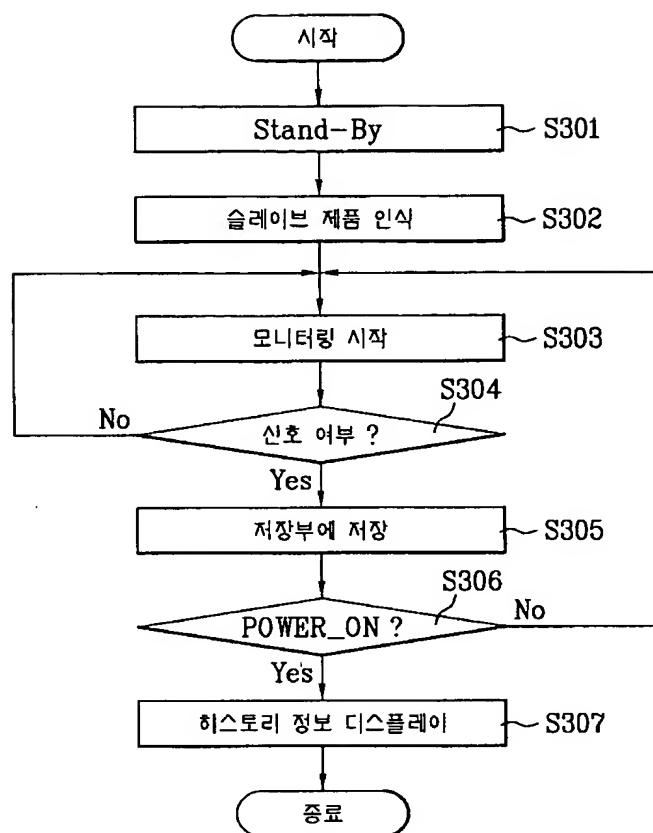 시작
Stand-By
S301
슬레이브 제품 인식
S302
모니터링 시작
S303
S304
신호 여부 ?
No
Yes
저장부에 저장
S305
S306
POWER_ON ?
No
Yes
히스토리 정보 디스플레이
S307
종료